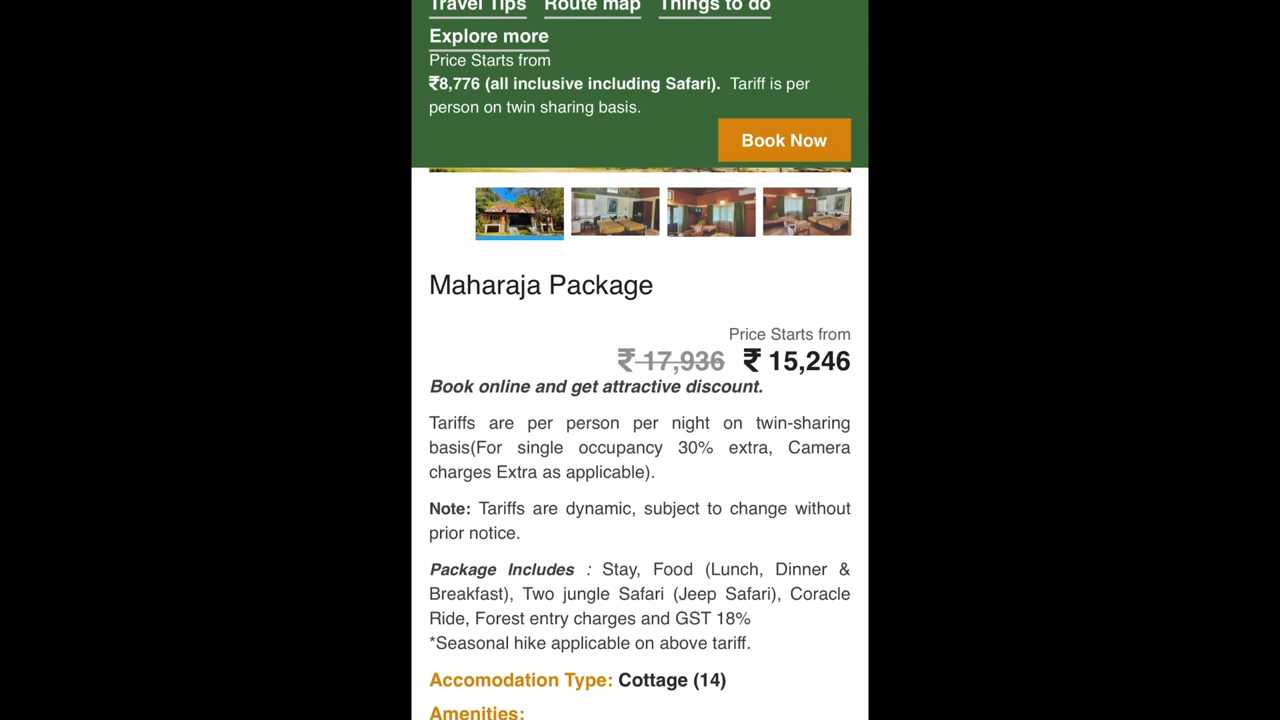 Travel Tips Route map Things to do
Explore more
Price Starts from
₹8,776 (all inclusive including Safari). Tariff is per
person on twin sharing basis.
Book Now
Maharaja Package
Price Starts from
₹ 17,936 ₹ 15,246
Book online and get attractive discount.
Tariffs are per person per night on twin-sharing
basis(For single occupancy 30% extra, Camera
charges Extra as applicable).
Note: Tariffs are dynamic, subject to change without
prior notice.
Package Includes : Stay, Food (Lunch, Dinner &
Breakfast), Two jungle Safari (Jeep Safari), Coracle
Ride, Forest entry charges and GST 18%
*Seasonal hike applicable on above tariff.
Accomodation Type: Cottage (14)
Amenities: